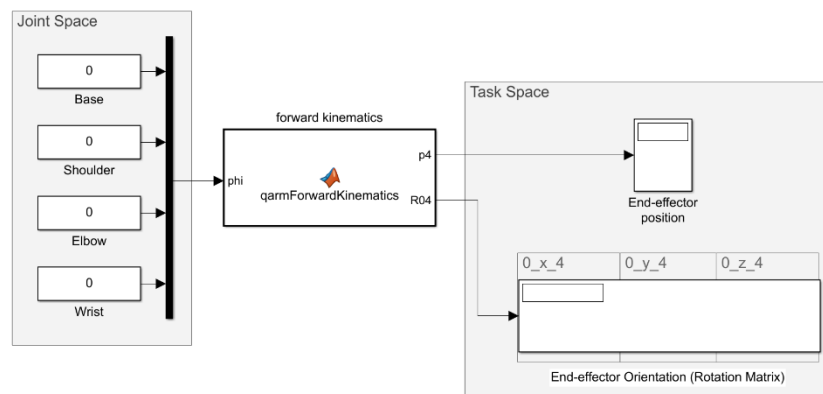 Joint Space
0
Base
0
Shoulder
0
Elbow
0
Wrist
forward kinematics
phi
qarmForwardKinematics
p4
R04
Task Space
End-effector
position
0_x_4
0_y_4
0_z_4
End-effector Orientation (Rotation Matrix)